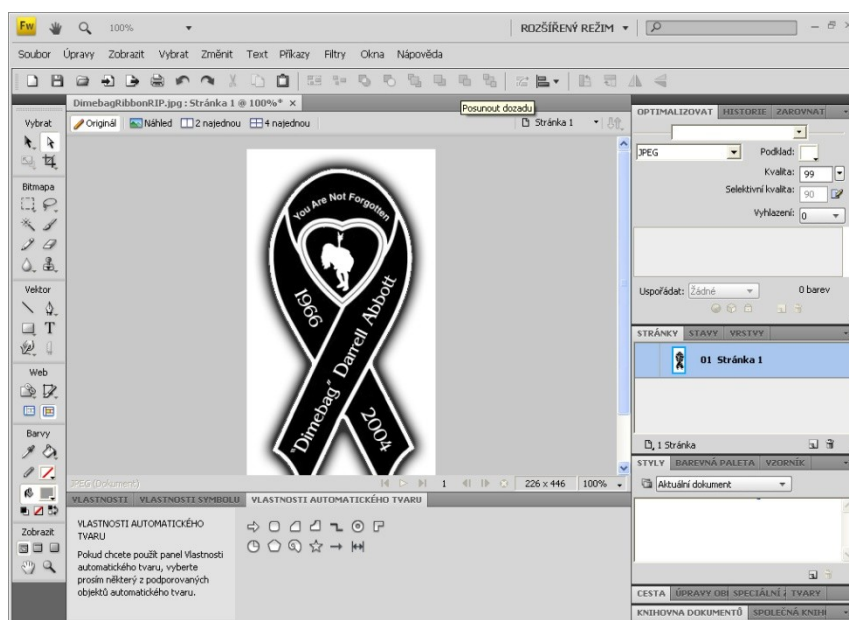 Fw 100% ROZŠÍŘENÝ REŽIM
Soubor Úpravy Zobrazit Vybrat Změnit Text Příkazy Filtry Okna Nápověda
DimebagRibbonRIP.jpg : Stránka 1 @ 100%* ×
Posunout dozadu
Originál Náhled 2 najednou 4 najednou Stránka 1
Vybrat
Bitmapa
Vektor
Web
Barvy
Zobrazit
You Are Not Forgotten
1966
"Dimebag" Darrell Abbott
2004
JPEG (Dokument) 1 226 x 446 100%
VLASTNOSTI VLASTNOSTI SYMBOLU VLASTNOSTI AUTOMATICKÉHO TVARU
VLASTNOSTI AUTOMATICKÉHO
TVARU
Pokud chcete použít panel Vlastnosti
automatického tvaru, vyberte
prosím některý z podporovaných
objektů automatického tvaru.
OPTIMALIZOVAT HISTORIE ZAROVNAT
JPEG Podklad:
Kvalita: 99
Selektivní kvalita: 90
Vyhlazení: 0
Uspořádat: Žádné 0 barev
STRÁNKY STAVY VRSTVY
01 Stránka 1
1 Stránka
STYLY BAREVNÁ PALETA VZORNÍK
Aktuální dokument
CESTA ÚPRAVY OBJ SPECIÁLNÍ TVARY
KNIHOVNA DOKUMENTŮ SPOLEČNÁ KNIH